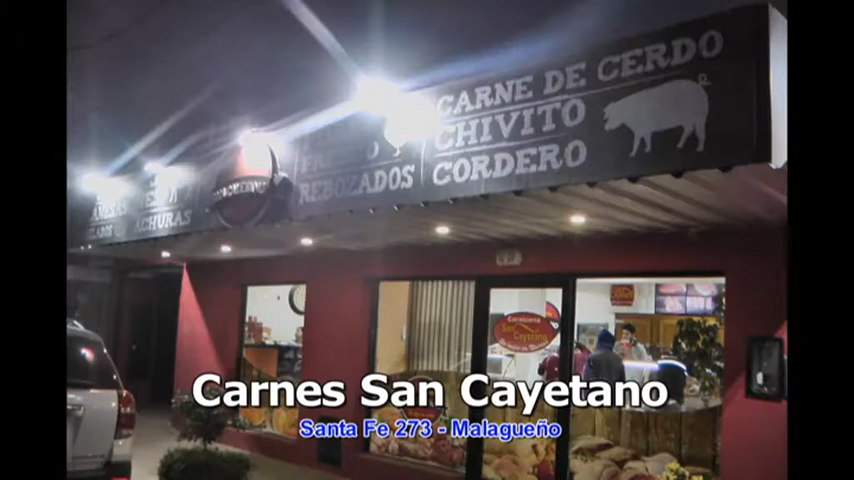 CARNE DE CERDO
CHIVITO
CORDERO
REBOZADOS
ACHURAS
Carnicería
San Cayetano
Carnes San Cayetano
Santa Fe 273 - Malagueño